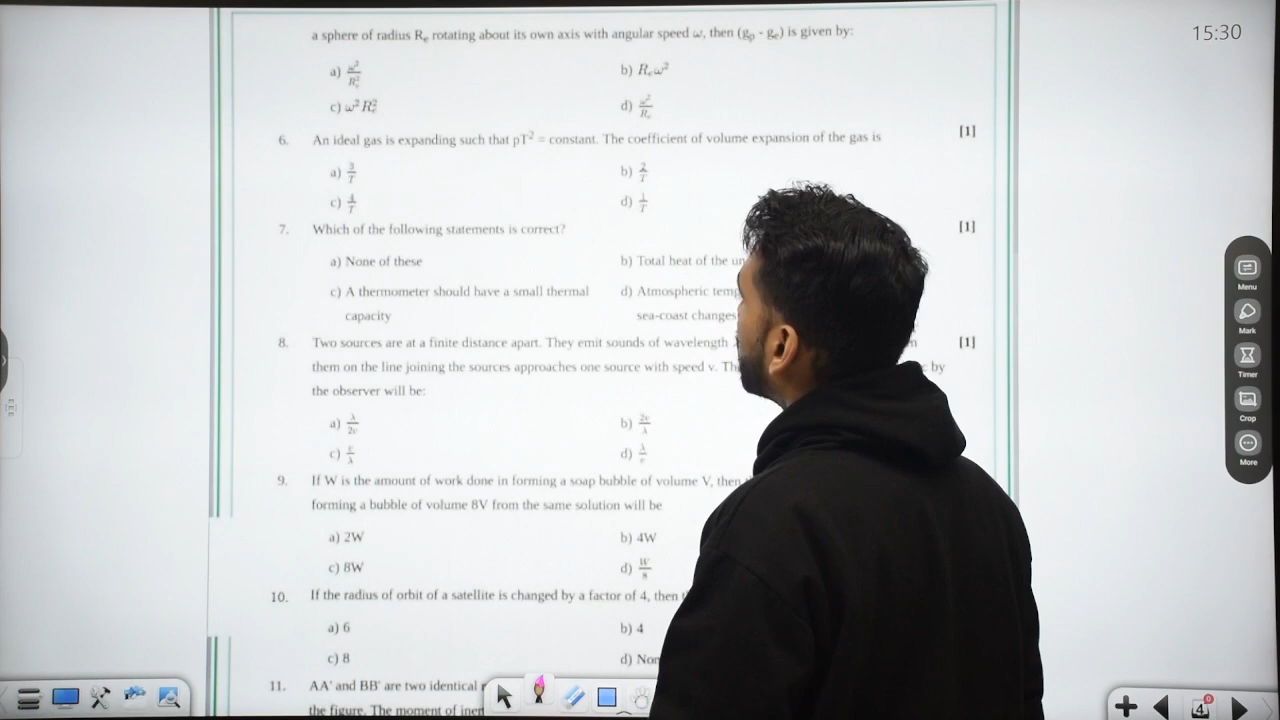 15:30
a sphere of radius Rₑ rotating about its own axis with angular speed ω, then (gₚ - gₑ) is given by:
a) ω²/Rₑ²
b) Rₑω²
c) ω²Rₑ²
d) ω²/Rₑ
6. An ideal gas is expanding such that pT² = constant. The coefficient of volume expansion of the gas is [1]
a) 3/T
b) 2/T
c) 4/T
d) 1/T
7. Which of the following statements is correct? [1]
a) None of these
b) Total heat of the
c) A thermometer should have a small thermal
capacity
d) Atmospheric
sea-coast changes
8. Two sources are at a finite distance apart. They emit sounds of wavelength [1]
them on the line joining the sources approaches one source with speed v. by
the observer will be:
a) λ/2v
b) 2v/λ
c) v/λ
d) λ/v
9. If W is the amount of work done in forming a soap bubble of volume V, then
forming a bubble of volume 8V from the same solution will be
a) 2W
b) 4W
c) 8W
d) W/8
10. If the radius of orbit of a satellite is changed by a factor of 4, then
a) 6
b) 4
c) 8
d)
11. AA' and BB' are two identical
the figure. The moment of
Menu
Mark
Timer
Crop
More
4
0